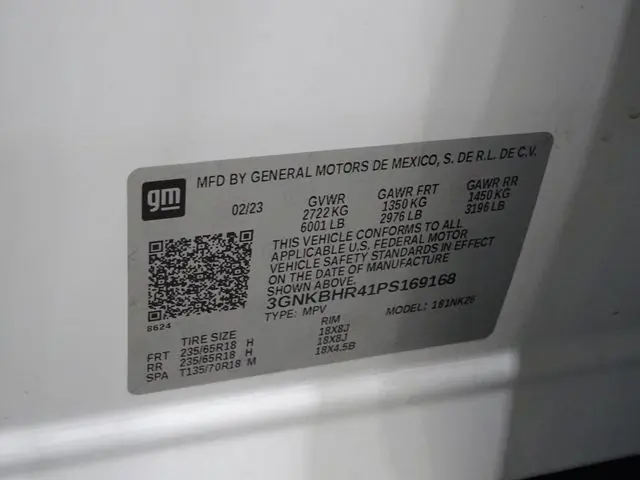 gm
MFD BY GENERAL MOTORS DE MEXICO, S. DE R.L. DE C.V.
02/23 GVWR GAWR FRT GAWR RR
2722 KG 1350 KG 1450 KG
6001 LB 2976 LB 3196 LB
THIS VEHICLE CONFORMS TO ALL
APPLICABLE U.S. FEDERAL MOTOR
VEHICLE SAFETY STANDARDS IN EFFECT
ON THE DATE OF MANUFACTURE
SHOWN ABOVE.
3GNKBHR41PS169168
TYPE: MPV MODEL: 1B1NK26
8624
TIRE SIZE RIM
FRT 235/65R18 H 18X8J
RR 235/65R18 H 18X8J
SPA T135/70R18 M 18X4.5B